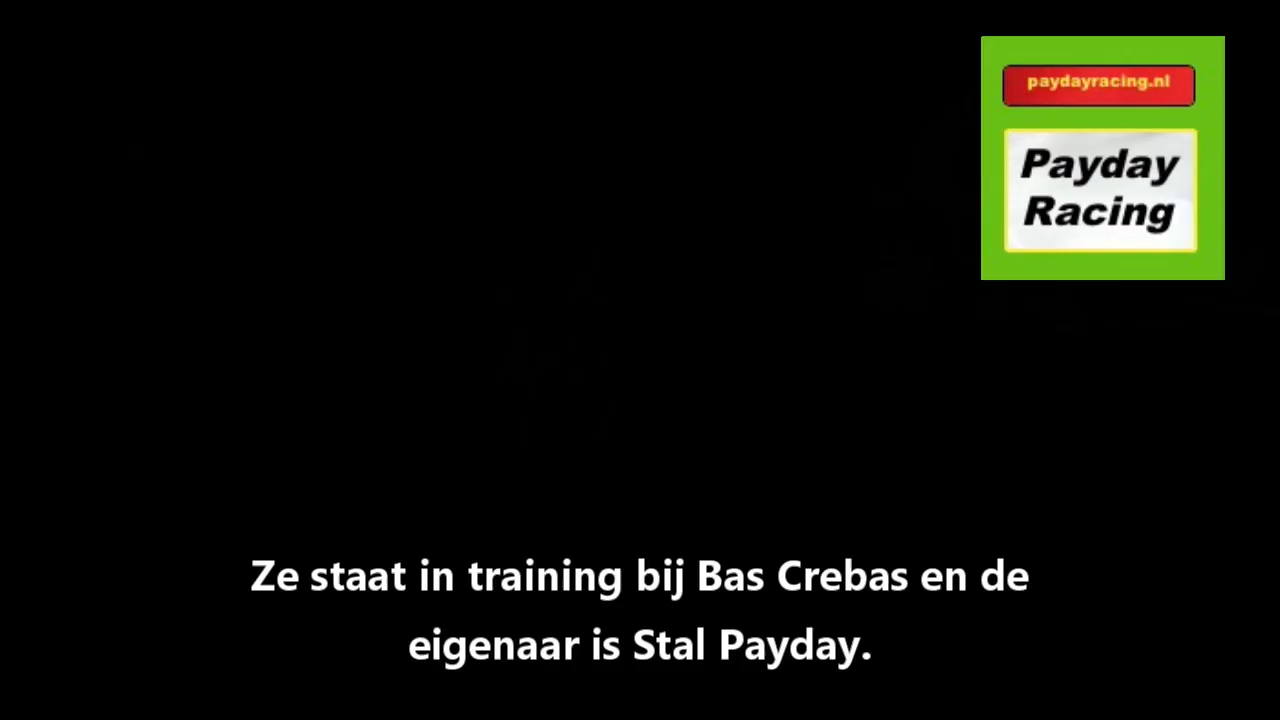 paydayracing.nl
Payday
Racing
Ze staat in training bij Bas Crebas en de
eigenaar is Stal Payday.